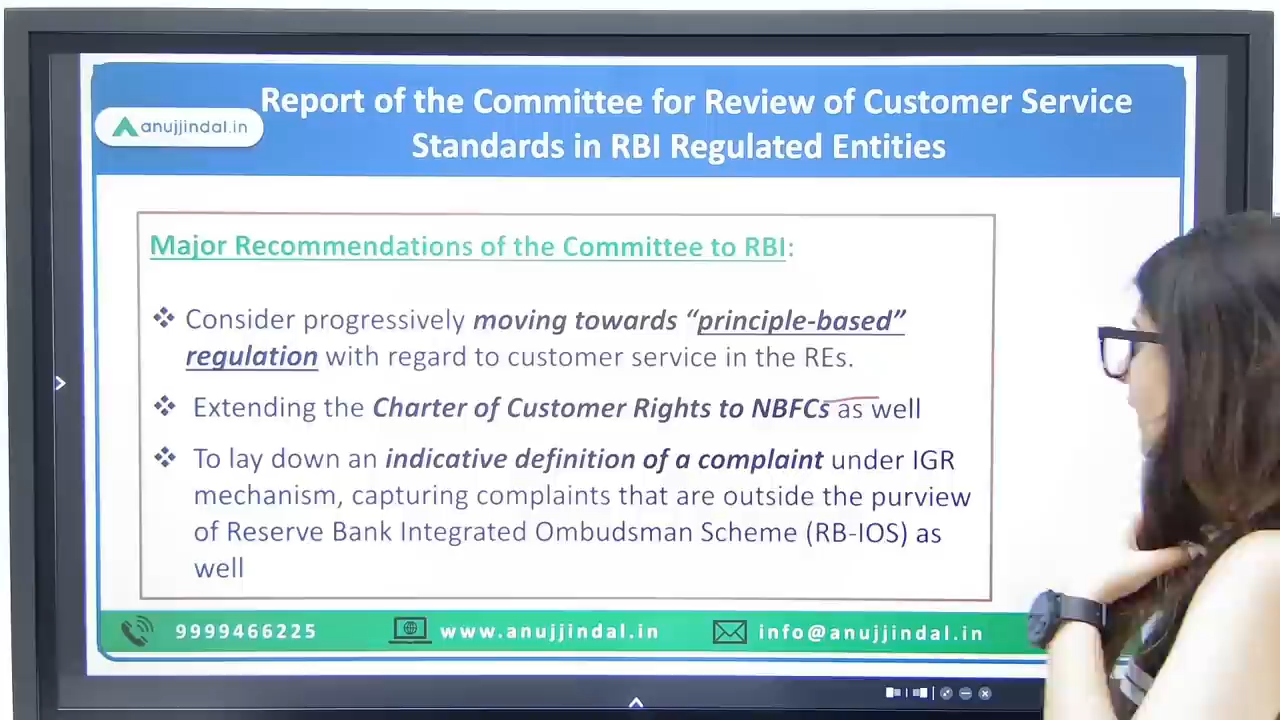 Report of the Committee for Review of Customer Service
Standards in RBI Regulated Entities
anujjindal.in
Major Recommendations of the Committee to RBI:
❖ Consider progressively moving towards “principle-based”
regulation with regard to customer service in the REs.
❖ Extending the Charter of Customer Rights to NBFCs as well
❖ To lay down an indicative definition of a complaint under IGR
mechanism, capturing complaints that are outside the purview
of Reserve Bank Integrated Ombudsman Scheme (RB-IOS) as
well
9999466225
www.anujjindal.in
info@anujjindal.in